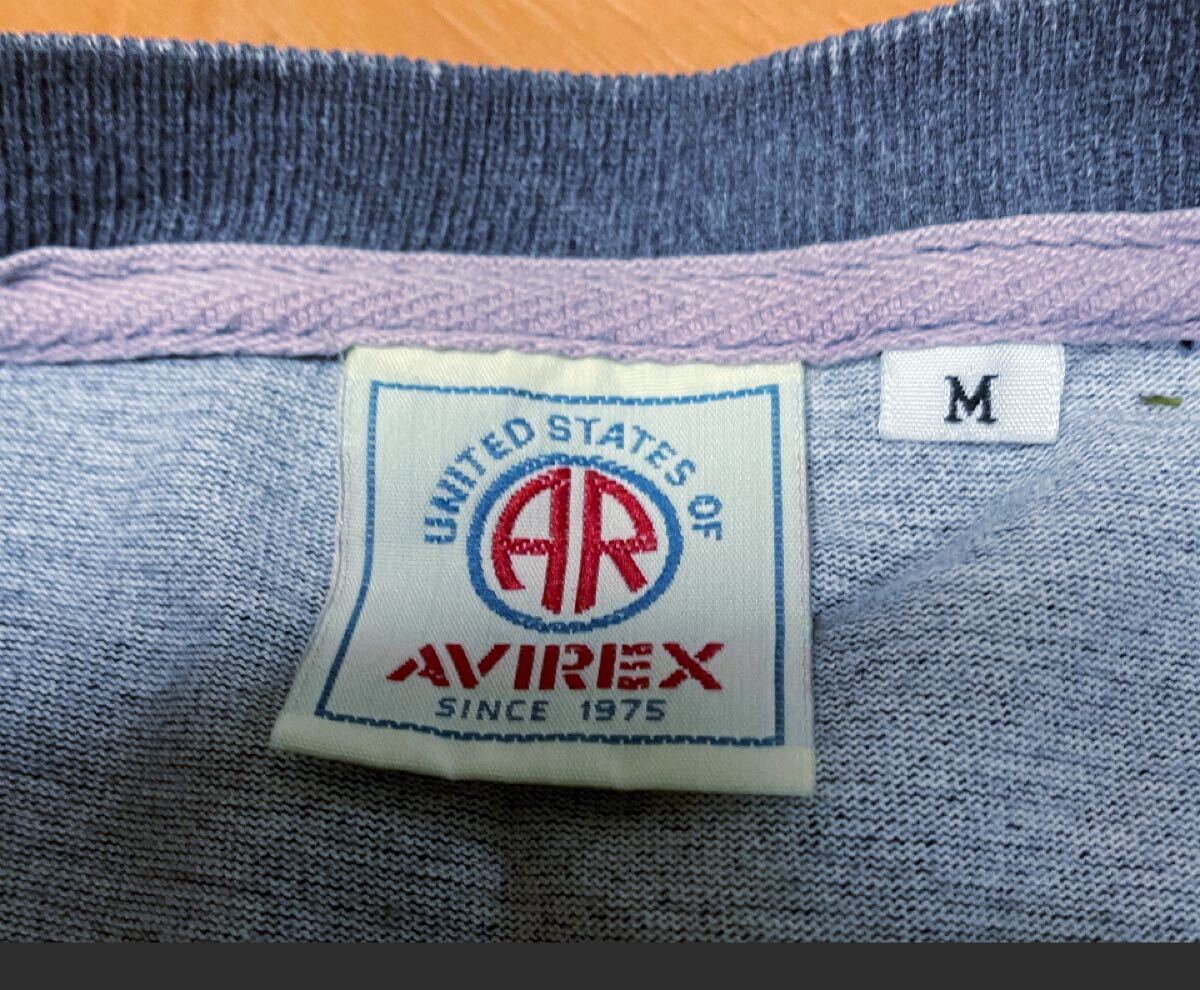 UNITED STATES OF
AR
AVIREX
SINCE 1975
M